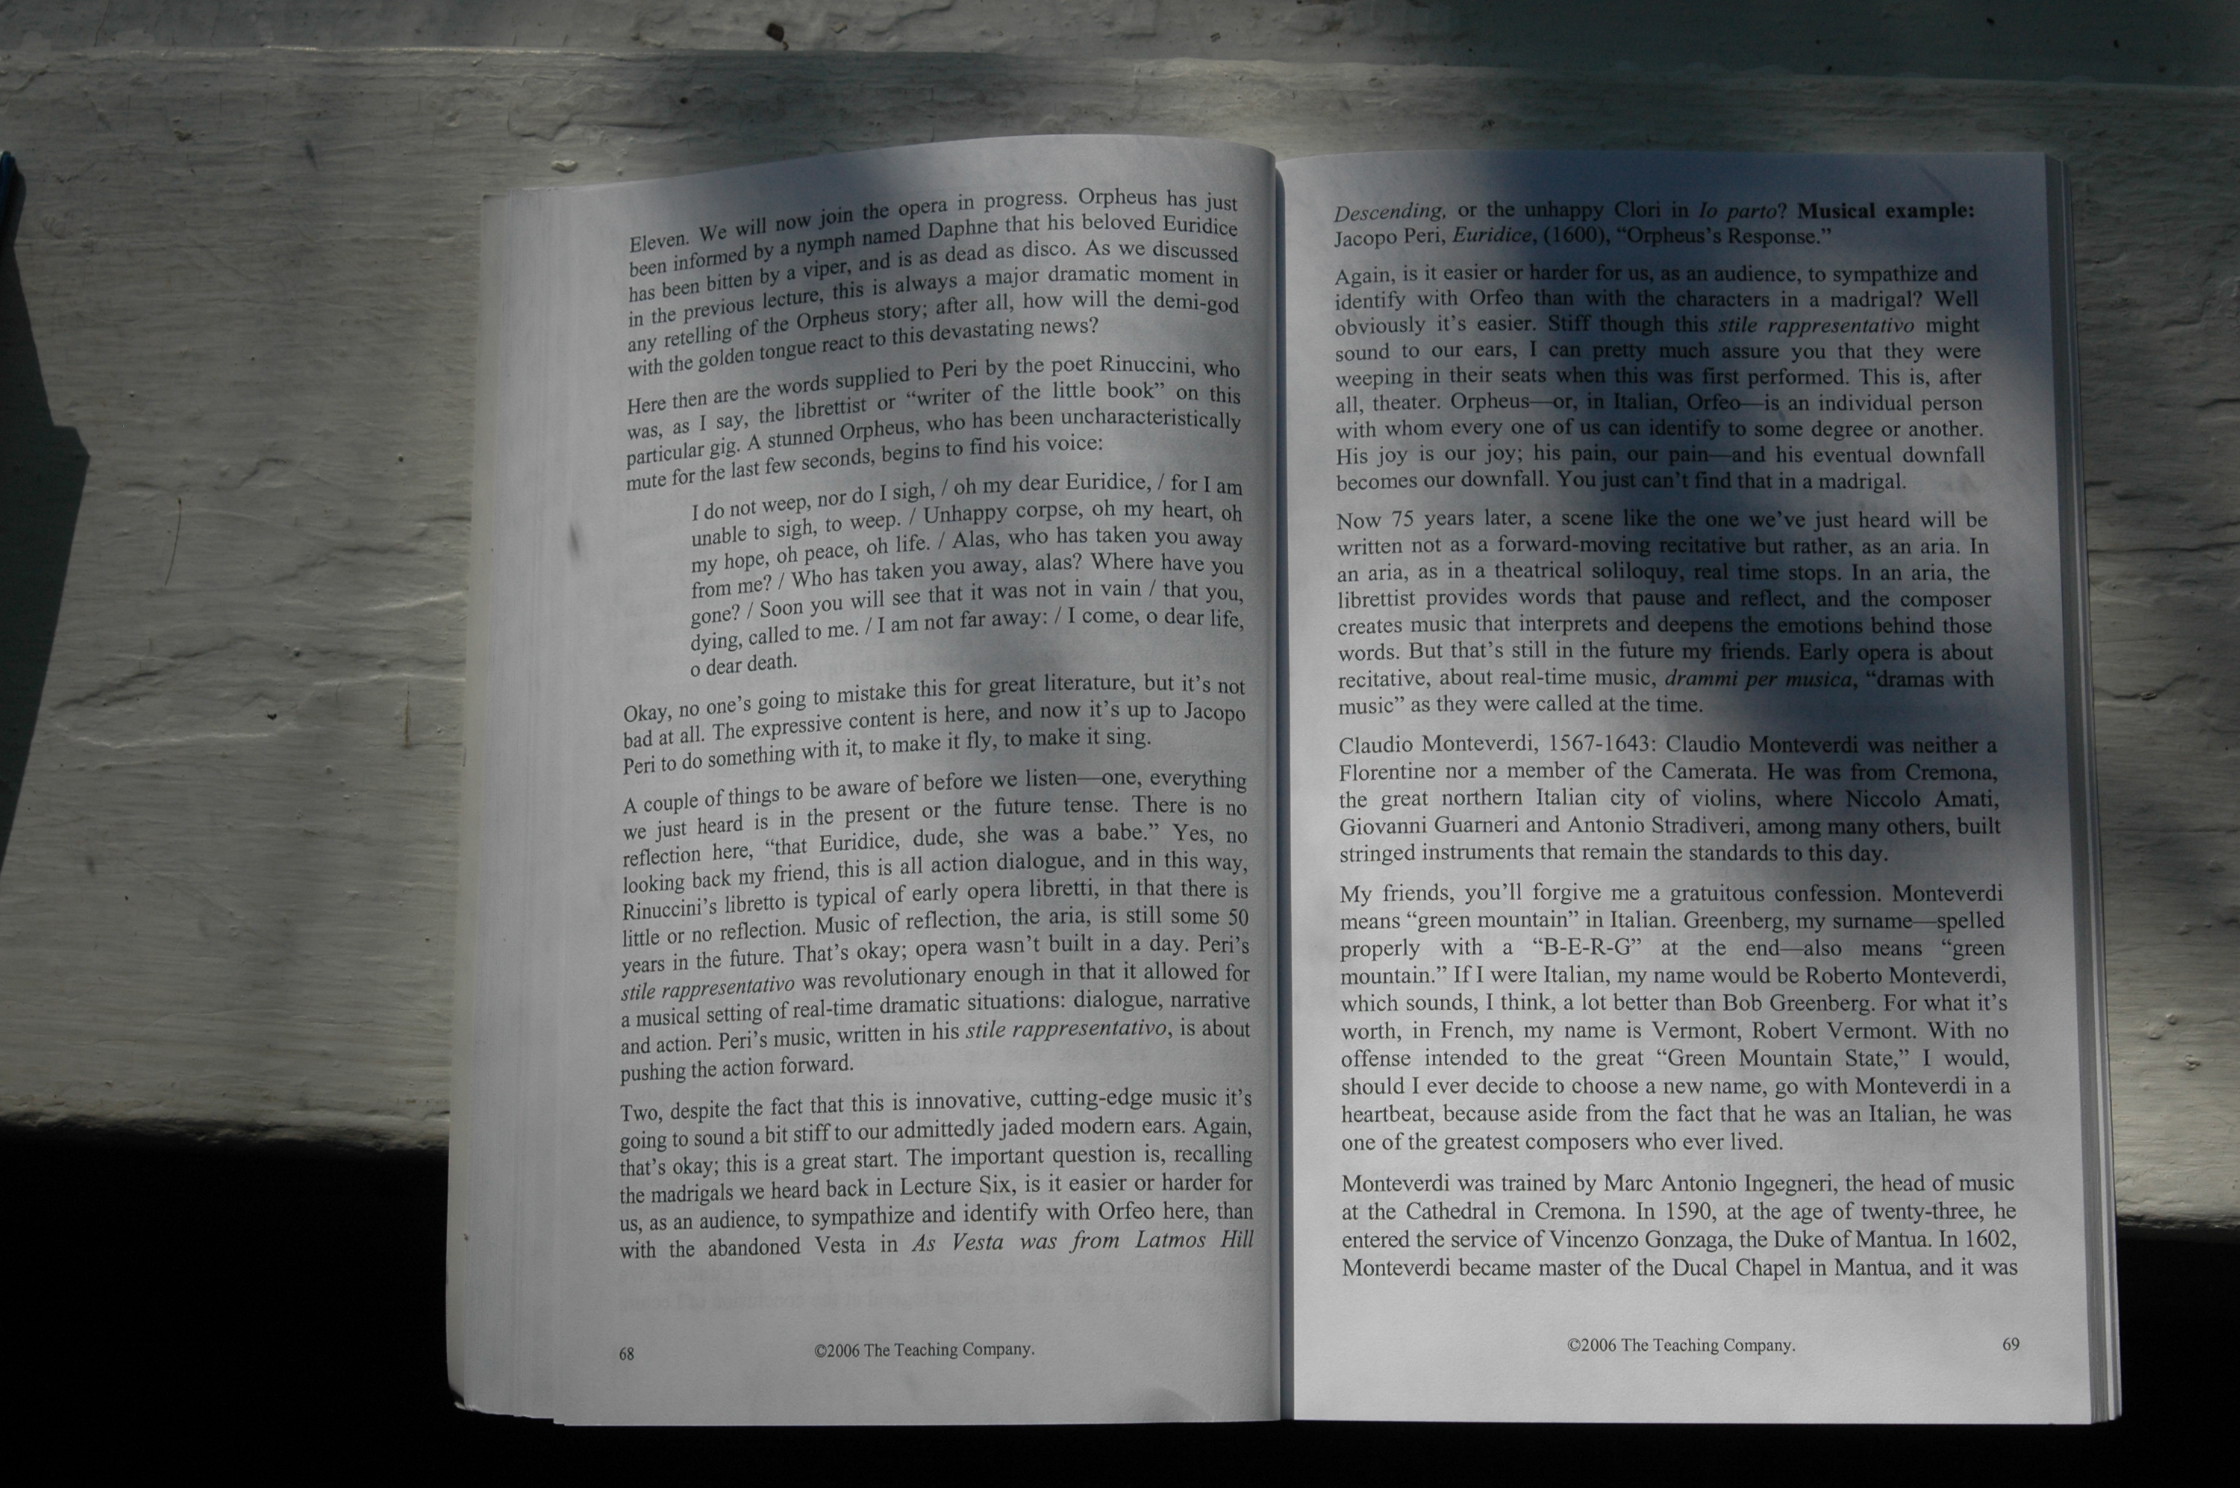 Eleven. We will now join the opera in progress. Orpheus has just
been informed by a nymph named Daphne that his beloved Euridice
has been bitten by a viper, and is as dead as disco. As we discussed
in the previous lecture, this is always a major dramatic moment in
any retelling of the Orpheus story; after all, how will the demi-god
with the golden tongue react to this devastating news?
Here then are the words supplied to Peri by the poet Rinuccini, who
was, as I say, the librettist or “writer of the little book” on this
particular gig. A stunned Orpheus, who has been uncharacteristically
mute for the last few seconds, begins to find his voice:
I do not weep, nor do I sigh, / oh my dear Euridice, / for I am
unable to sigh, to weep. / Unhappy corpse, oh my heart, oh
my hope, oh peace, oh life. / Alas, who has taken you away
from me? / Who has taken you away, alas? Where have you
gone? / Soon you will see that it was not in vain / that you,
dying, called to me. / I am not far away: / I come, o dear life,
o dear death.
Okay, no one’s going to mistake this for great literature, but it’s not
bad at all. The expressive content is here, and now it’s up to Jacopo
Peri to do something with it, to make it fly, to make it sing.
A couple of things to be aware of before we listen—one, everything
we just heard is in the present or the future tense. There is no
reflection here, “that Euridice, dude, she was a babe.” Yes, no
looking back my friend, this is all action dialogue, and in this way,
Rinuccini’s libretto is typical of early opera libretti, in that there is
little or no reflection. Music of reflection, the aria, is still some 50
years in the future. That’s okay; opera wasn’t built in a day. Peri’s
stile rappresentativo was revolutionary enough in that it allowed for
a musical setting of real-time dramatic situations: dialogue, narrative
and action. Peri’s music, written in his stile rappresentativo, is about
pushing the action forward.
Two, despite the fact that this is innovative, cutting-edge music it’s
going to sound a bit stiff to our admittedly jaded modern ears. Again,
that’s okay; this is a great start. The important question is, recalling
the madrigals we heard back in Lecture Six, is it easier or harder for
us, as an audience, to sympathize and identify with Orfeo here, than
with the abandoned Vesta in As Vesta was from Latmos Hill
68
©2006 The Teaching Company.
Descending, or the unhappy Clori in Io parto? Musical example:
Jacopo Peri, Euridice, (1600), “Orpheus’s Response.”
Again, is it easier or harder for us, as an audience, to sympathize and
identify with Orfeo than with the characters in a madrigal? Well
obviously it’s easier. Stiff though this stile rappresentativo might
sound to our ears, I can pretty much assure you that they were
weeping in their seats when this was first performed. This is, after
all, theater. Orpheus—or, in Italian, Orfeo—is an individual person
with whom every one of us can identify to some degree or another.
His joy is our joy; his pain, our pain—and his eventual downfall
becomes our downfall. You just can’t find that in a madrigal.
Now 75 years later, a scene like the one we’ve just heard will be
written not as a forward-moving recitative but rather, as an aria. In
an aria, as in a theatrical soliloquy, real time stops. In an aria, the
librettist provides words that pause and reflect, and the composer
creates music that interprets and deepens the emotions behind those
words. But that’s still in the future my friends. Early opera is about
recitative, about real-time music, drammi per musica, “dramas with
music” as they were called at the time.
Claudio Monteverdi, 1567-1643: Claudio Monteverdi was neither a
Florentine nor a member of the Camerata. He was from Cremona,
the great northern Italian city of violins, where Niccolo Amati,
Giovanni Guarneri and Antonio Stradiveri, among many others, built
stringed instruments that remain the standards to this day.
My friends, you’ll forgive me a gratuitous confession. Monteverdi
means “green mountain” in Italian. Greenberg, my surname—spelled
properly with a “B-E-R-G” at the end—also means “green
mountain.” If I were Italian, my name would be Roberto Monteverdi,
which sounds, I think, a lot better than Bob Greenberg. For what it’s
worth, in French, my name is Vermont, Robert Vermont. With no
offense intended to the great “Green Mountain State,” I would,
should I ever decide to choose a new name, go with Monteverdi in a
heartbeat, because aside from the fact that he was an Italian, he was
one of the greatest composers who ever lived.
Monteverdi was trained by Marc Antonio Ingegneri, the head of music
at the Cathedral in Cremona. In 1590, at the age of twenty-three, he
entered the service of Vincenzo Gonzaga, the Duke of Mantua. In 1602,
Monteverdi became master of the Ducal Chapel in Mantua, and it was
©2006 The Teaching Company.
69